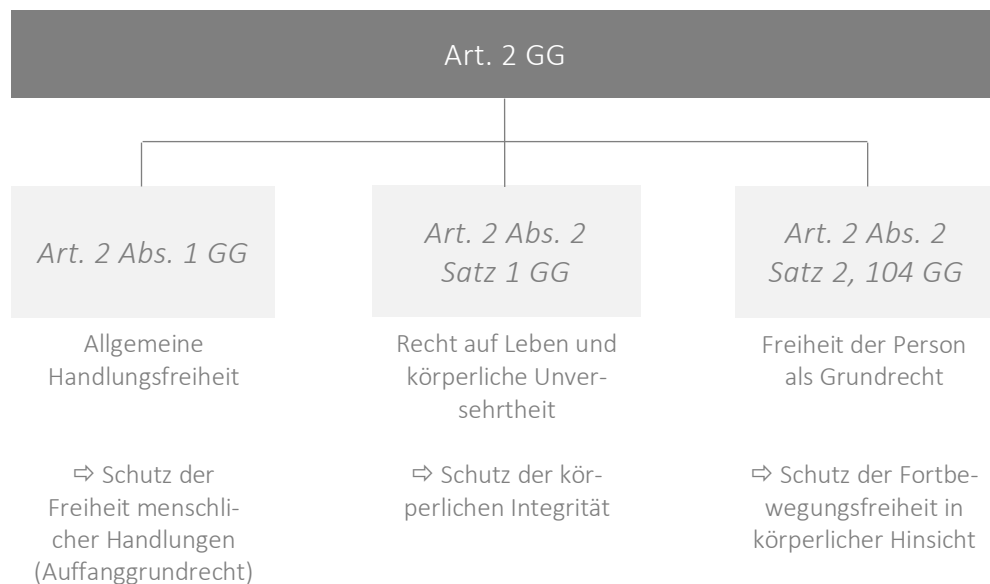 Art. 2 GG
Art. 2 Abs. 1 GG
Allgemeine
Handlungsfreiheit
⇨ Schutz der
Freiheit menschli-
cher Handlungen
(Auffanggrundrecht)
Art. 2 Abs. 2
Satz 1 GG
Recht auf Leben und
körperliche Unver-
sehrtheit
⇨ Schutz der kör-
perlichen Integrität
Art. 2 Abs. 2
Satz 2, 104 GG
Freiheit der Person
als Grundrecht
⇨ Schutz der Fortbe-
wegungsfreiheit in
körperlicher Hinsicht